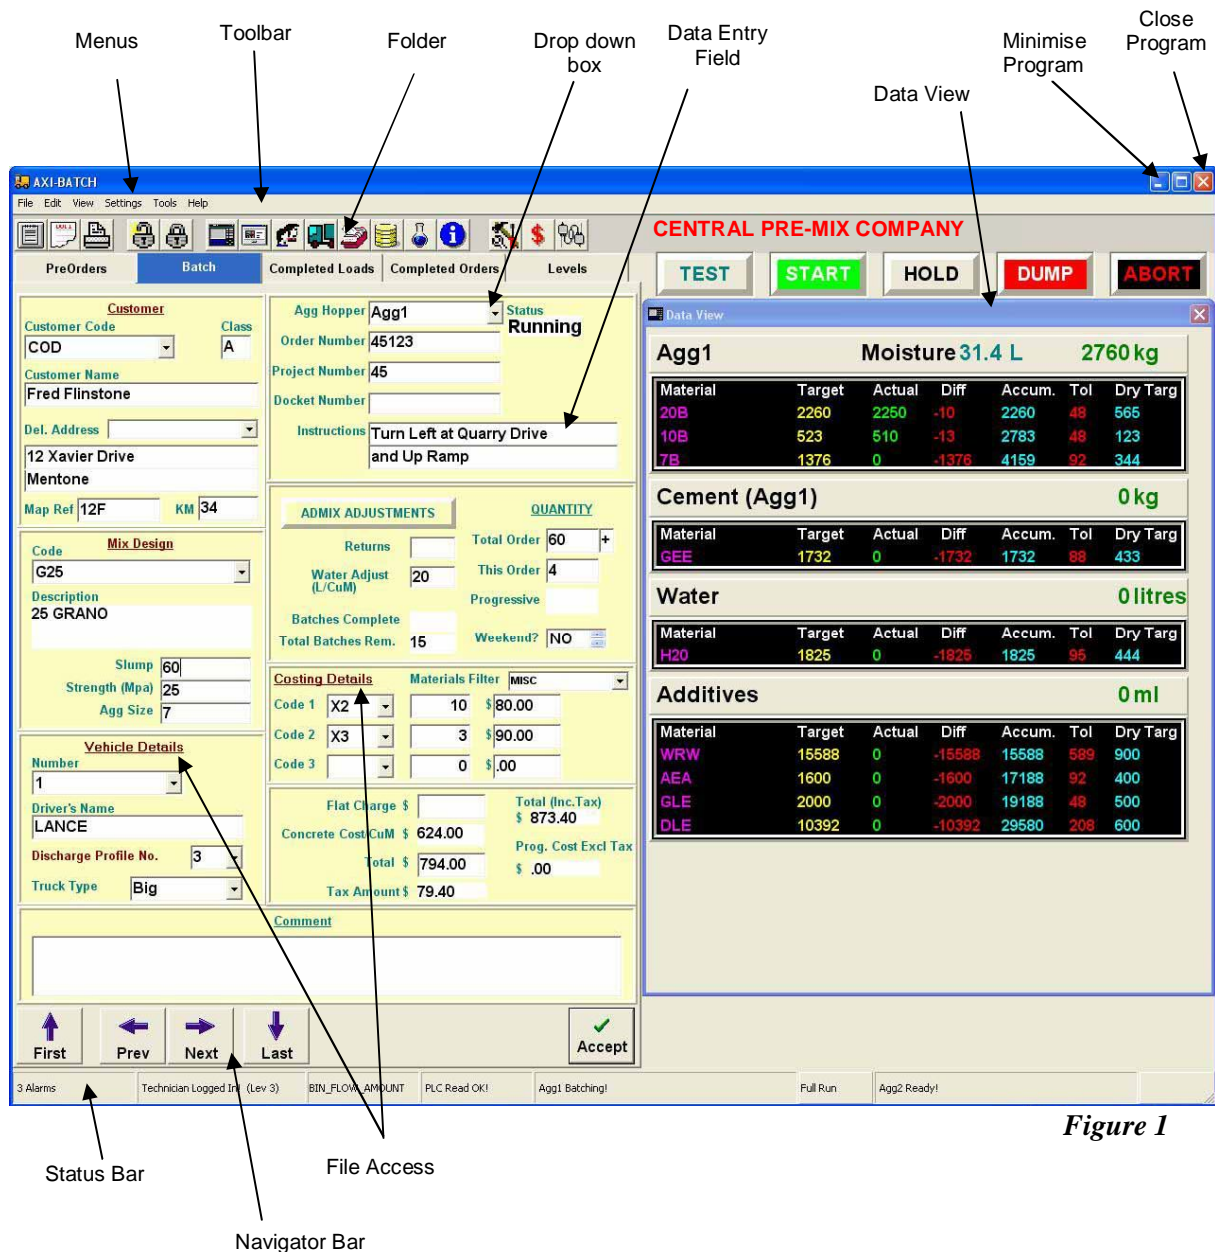 Close
Program
Menus
Toolbar
Folder
Drop down
box
Data Entry
Field
Minimise
Program
Data View
AXI-BATCH
File Edit View Settings Tools Help
CENTRAL PRE-MIX COMPANY
PreOrders Batch Completed Loads Completed Orders Levels
TEST START HOLD DUMP ABORT
Customer
Customer Code Class
COD A
Customer Name
Fred Flinstone
Del. Address
12 Xavier Drive
Mentone
Map Ref 12F KM 34
Mix Design
Code
G25
Description
25 GRANO
Slump 60
Strength (Mpa) 25
Agg Size 7
Vehicle Details
Number
1
Driver's Name
LANCE
Discharge Profile No. 3
Truck Type Big
Agg Hopper Agg1 Status
Running
Order Number 45123
Project Number 45
Docket Number
Instructions Turn Left at Quarry Drive
and Up Ramp
ADMIX ADJUSTMENTS QUANTITY
Returns Total Order 60 +
Water Adjust 20 This Order 4
(L/CuM)
Progressive
Batches Complete
Total Batches Rem. 15 Weekend? NO
Costing Details Materials Filter MISC
Code 1 X2 10 $ 80.00
Code 2 X3 3 $ 90.00
Code 3 0 $ .00
Flat Charge $ Total (Inc.Tax)
$ 873.40
Concrete Cost/CuM $ 624.00
Prog. Cost Excl Tax
Total $ 794.00 $ .00
Tax Amount $ 79.40
Comment
First Prev Next Last Accept
Data View
Agg1 Moisture 31.4 L 2760 kg
Material Target Actual Diff Accum. Tol Dry Targ
20B 2260 2250 -10 2260 48 565
10B 523 510 -13 2783 48 123
7B 1376 0 -1376 4159 92 344
Cement (Agg1) 0 kg
Material Target Actual Diff Accum. Tol Dry Targ
GEE 1732 0 -1732 1732 88 433
Water 0 litres
Material Target Actual Diff Accum. Tol Dry Targ
H20 1825 0 -1825 1825 95 444
Additives 0 ml
Material Target Actual Diff Accum. Tol Dry Targ
WRW 15588 0 -15588 15588 589 900
AEA 1600 0 -1600 17188 92 400
GLE 2000 0 -2000 19188 48 500
DLE 10392 0 -10392 29580 208 600
3 Alarms Technician Logged In! (Lev 3) BIN_FLOW_AMOUNT PLC Read OK! Agg1 Batching! Full Run Agg2 Ready!
Figure 1
Status Bar
File Access
Navigator Bar